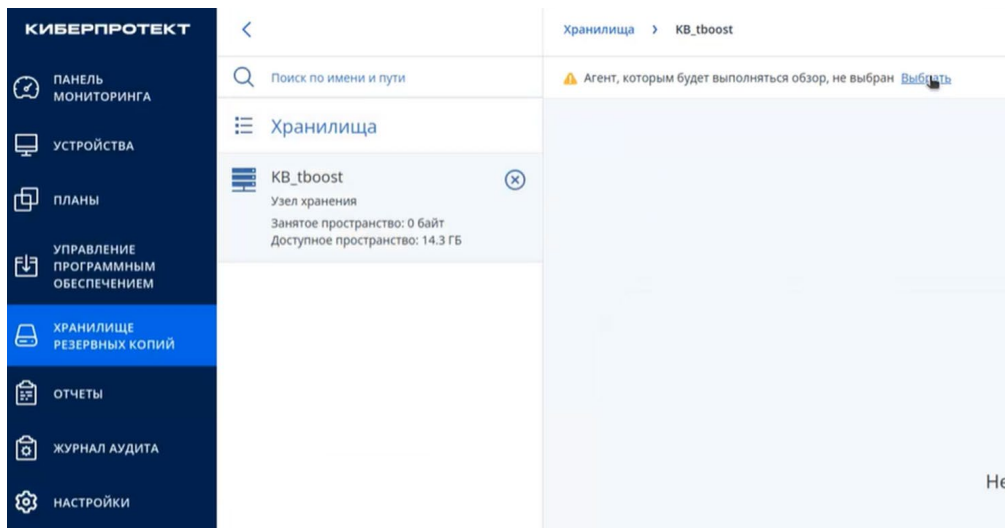 КИБЕРПРОТЕКТ
ПАНЕЛЬ
МОНИТОРИНГА
УСТРОЙСТВА
ПЛАНЫ
УПРАВЛЕНИЕ
ПРОГРАММНЫМ
ОБЕСПЕЧЕНИЕМ
ХРАНИЛИЩЕ
РЕЗЕРВНЫХ КОПИЙ
ОТЧЕТЫ
ЖУРНАЛ АУДИТА
НАСТРОЙКИ
Поиск по имени и пути
Хранилища
KB_tboost
Узел хранения
Занятое пространство: 0 байт
Доступное пространство: 14.3 ГБ
Хранилища > KB_tboost
Агент, которым будет выполняться обзор, не выбран Выбрать
Не